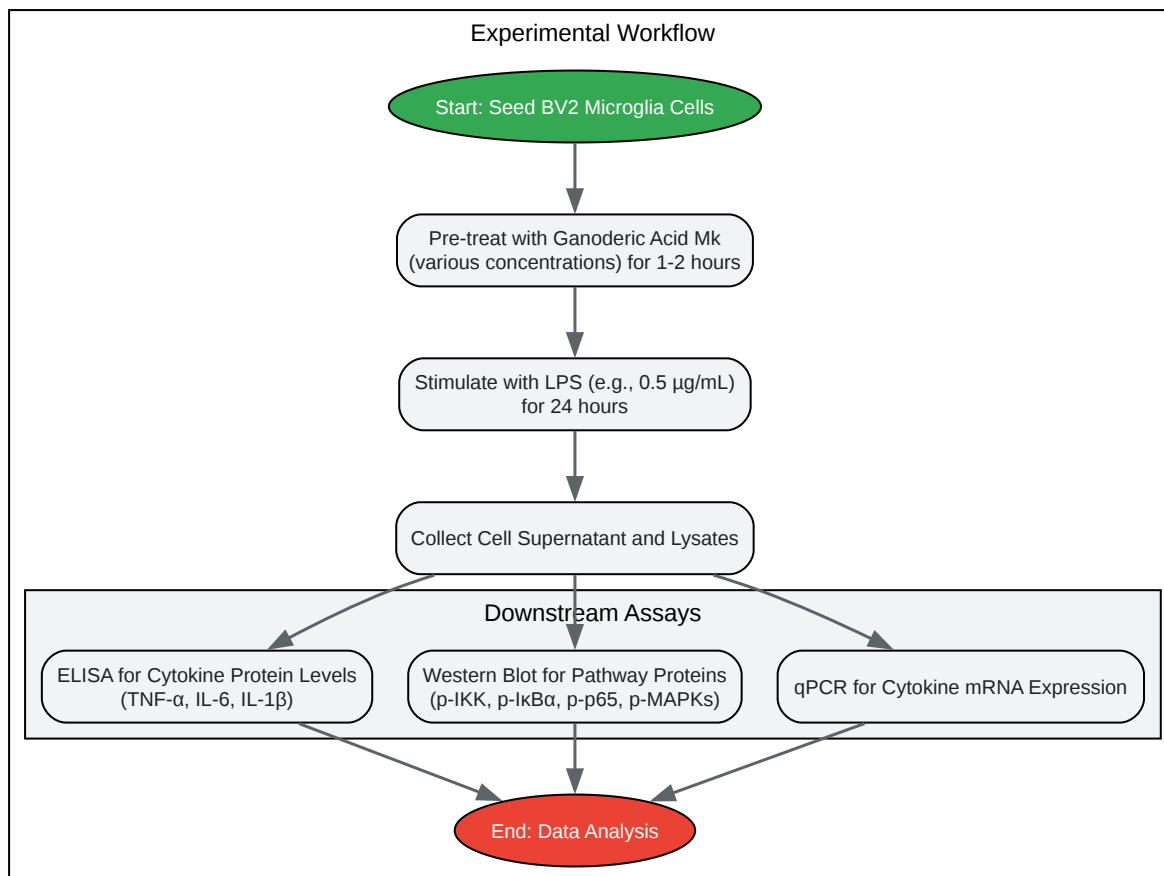 Experimental Workflow
Start: Seed BV2 Microglia Cells
Pre-treat with Ganoderic Acid Mk
(various concentrations) for 1-2 hours
Stimulate with LPS (e.g., 0.5 µg/mL)
for 24 hours
Collect Cell Supernatant and Lysates
Downstream Assays
ELISA for Cytokine Protein Levels
(TNF-α, IL-6, IL-1β)
Western Blot for Pathway Proteins
(p-IKK, p-IκBα, p-p65, p-MAPKs)
qPCR for Cytokine mRNA Expression
End: Data Analysis